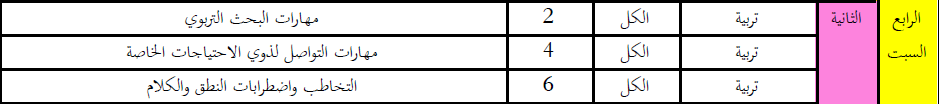 الرابع الثانية تربية الكل 2 مهارات البحث التربوي
السبت تربية الكل 4 مهارات التواصل لذوي الاحتياجات الخاصة
تربية الكل 6 التخاطب واضطرابات النطق والكلام